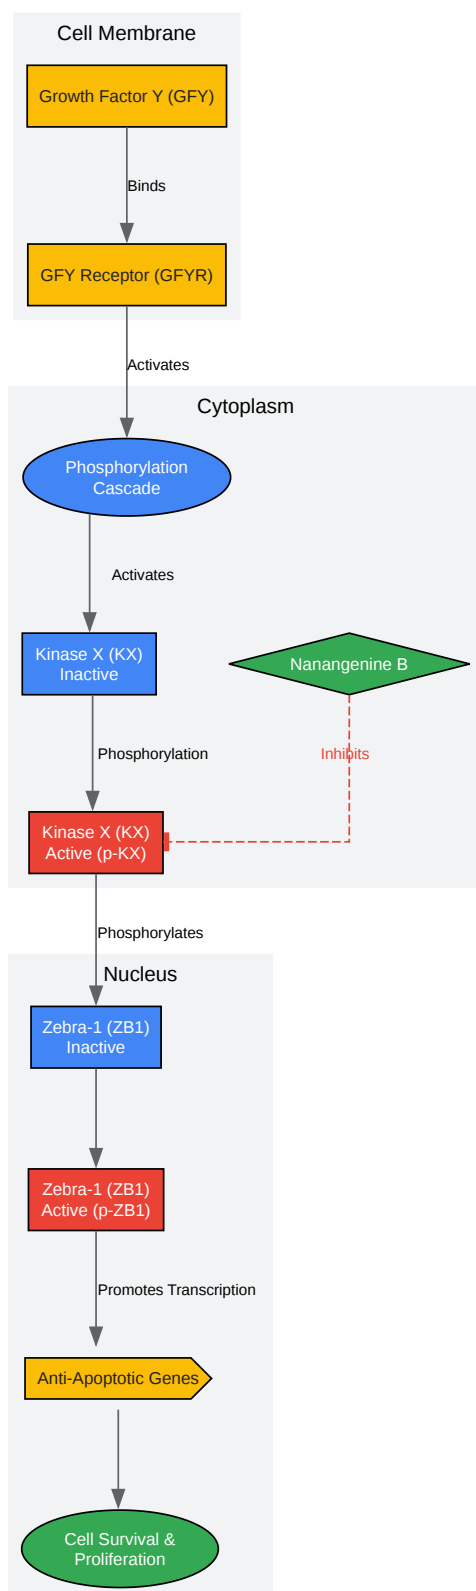 Cell Membrane
Growth Factor Y (GFY)
Binds
GFY Receptor (GFYR)
Activates
Cytoplasm
Phosphorylation
Cascade
Activates
Kinase X (KX)
Inactive
Nanangenine B
Phosphorylation
Inhibits
Kinase X (KX)
Active (p-KX)
Phosphorylates
Nucleus
Zebra-1 (ZB1)
Inactive
Zebra-1 (ZB1)
Active (p-ZB1)
Promotes Transcription
Anti-Apoptotic Genes
Cell Survival &
Proliferation